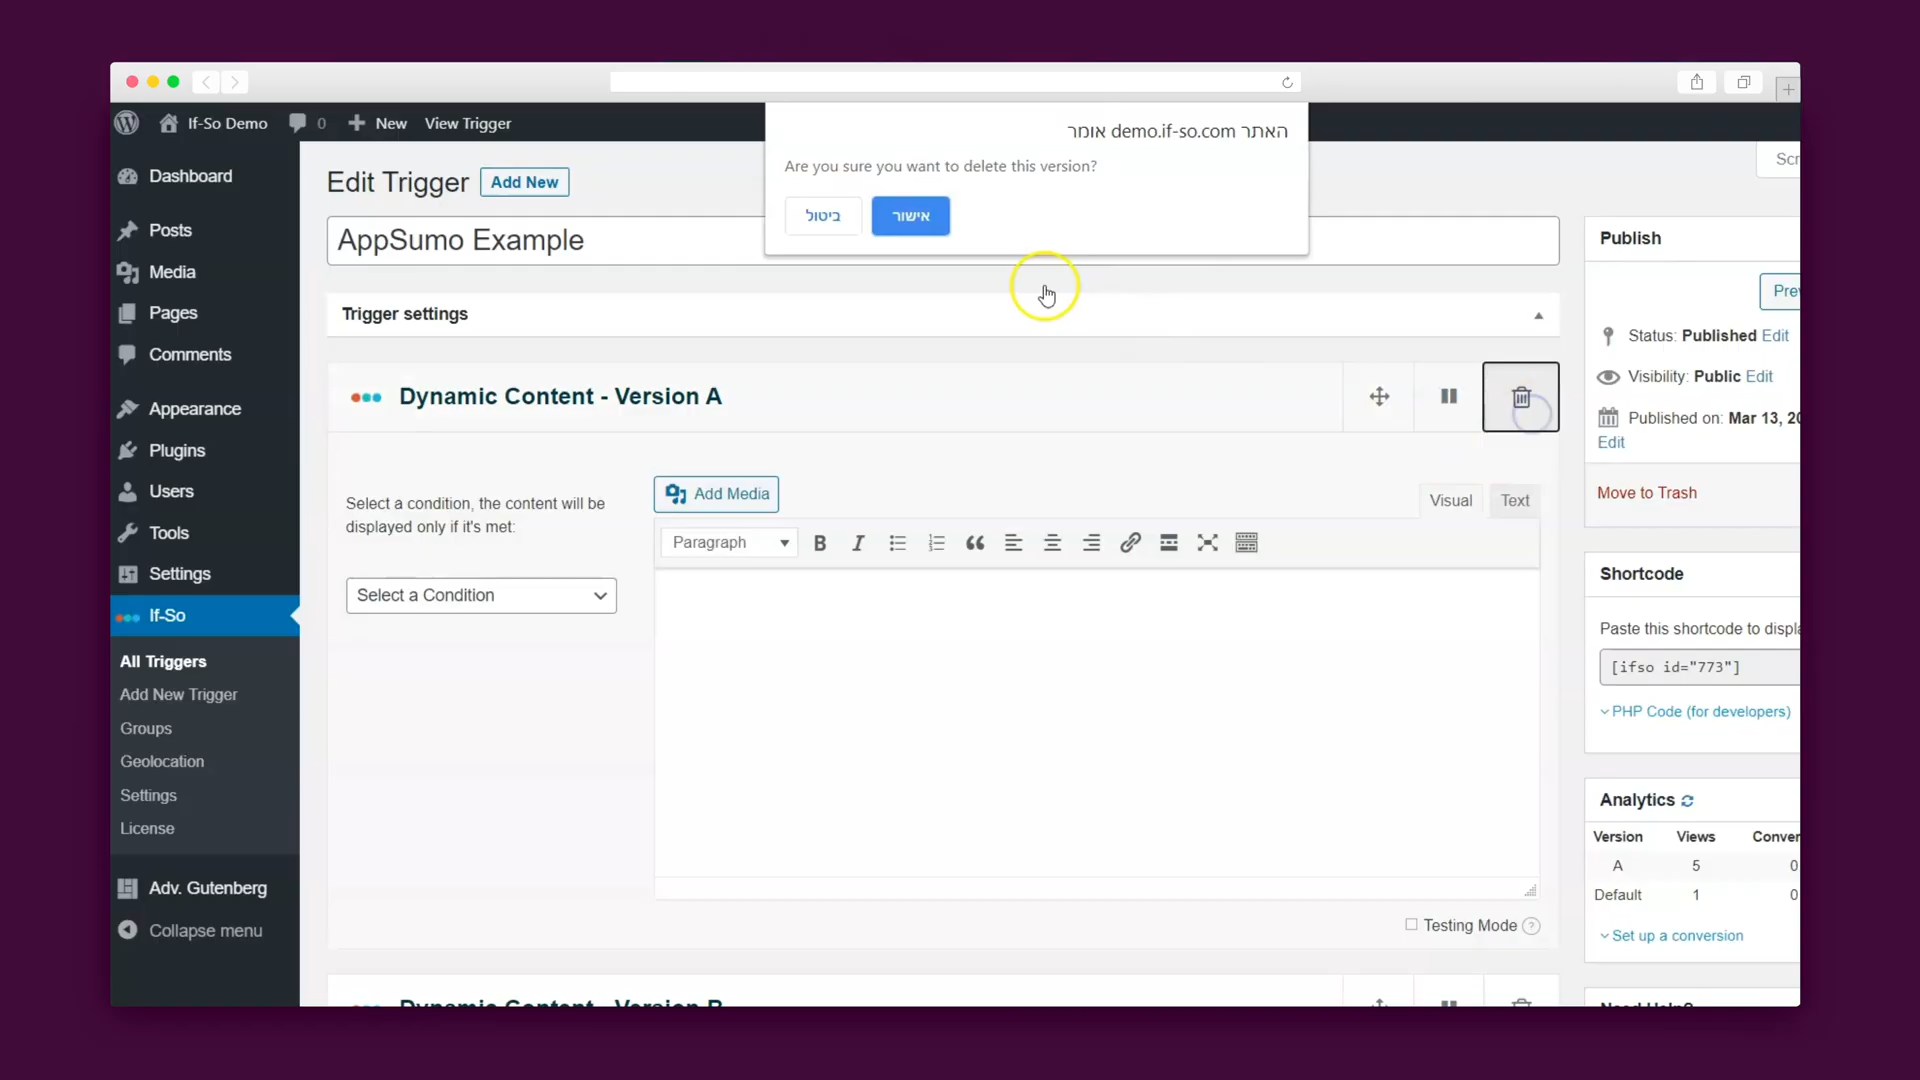 If-So Demo
0
New
View Trigger
האתר demo.if-so.com אומר
Are you sure you want to delete this version?
ביטול
אישור
Dashboard
Posts
Media
Pages
Comments
Appearance
Plugins
Users
Tools
Settings
If-So
All Triggers
Add New Trigger
Groups
Geolocation
Settings
License
Adv. Gutenberg
Collapse menu
Edit Trigger
Add New
AppSumo Example
Trigger settings
Dynamic Content - Version A
Select a condition, the content will be
displayed only if it's met:
Select a Condition
Add Media
Visual
Text
Paragraph
B
I
Testing Mode
?
Dynamic Content - Version B
Publish
Status: Published Edit
Visibility: Public Edit
Published on: Mar 13,
Edit
Move to Trash
Shortcode
Paste this shortcode to
[ifso id="773"]
PHP Code (for developers)
Analytics
Version Views
A 5 0
Default 1 0
Set up a conversion